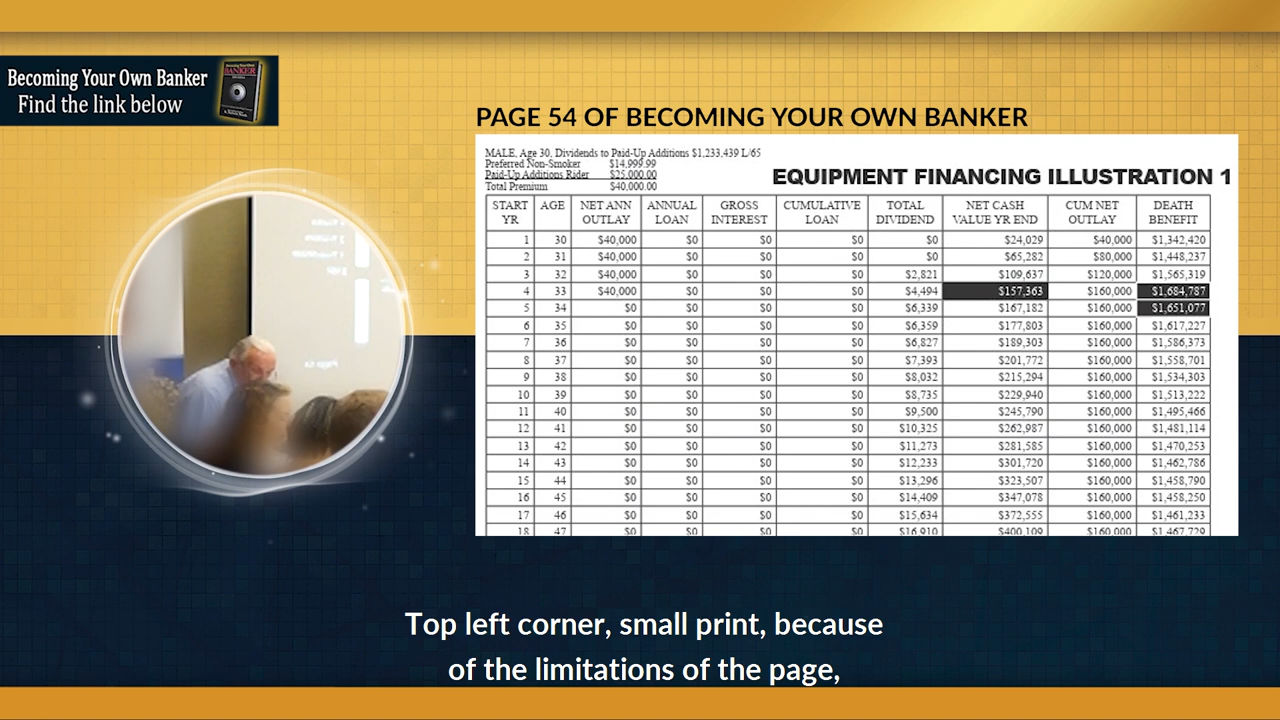 Becoming Your Own Banker
Find the link below
PAGE 54 OF BECOMING YOUR OWN BANKER
MALE, Age 30, Dividends to Paid-Up Additions $1,233,439 L/65
Preferred Non-Smoker $14,999.99
Paid-Up Additions Rider $25,000.00
Total Premium $40,000.00
EQUIPMENT FINANCING ILLUSTRATION 1
START YR AGE NET ANN OUTLAY ANNUAL LOAN GROSS INTEREST CUMULATIVE LOAN TOTAL DIVIDEND NET CASH VALUE YR END CUM NET OUTLAY DEATH BENEFIT
1 30 $40,000 $0 $0 $0 $0 $24,029 $40,000 $1,342,420
2 31 $40,000 $0 $0 $0 $0 $65,282 $80,000 $1,448,237
3 32 $40,000 $0 $0 $0 $2,821 $109,637 $120,000 $1,565,319
4 33 $40,000 $0 $0 $0 $4,494 $157,363 $160,000 $1,684,787
5 34 $0 $0 $0 $0 $6,339 $167,182 $160,000 $1,651,077
6 35 $0 $0 $0 $0 $6,359 $177,803 $160,000 $1,617,227
7 36 $0 $0 $0 $0 $6,827 $189,303 $160,000 $1,586,373
8 37 $0 $0 $0 $0 $7,393 $201,772 $160,000 $1,558,701
9 38 $0 $0 $0 $0 $8,032 $215,294 $160,000 $1,534,303
10 39 $0 $0 $0 $0 $8,735 $229,940 $160,000 $1,513,222
11 40 $0 $0 $0 $0 $9,500 $245,790 $160,000 $1,495,466
12 41 $0 $0 $0 $0 $10,325 $262,987 $160,000 $1,481,114
13 42 $0 $0 $0 $0 $11,273 $281,585 $160,000 $1,470,253
14 43 $0 $0 $0 $0 $12,233 $301,720 $160,000 $1,462,786
15 44 $0 $0 $0 $0 $13,296 $323,507 $160,000 $1,458,790
16 45 $0 $0 $0 $0 $14,409 $347,078 $160,000 $1,458,250
17 46 $0 $0 $0 $0 $15,634 $372,555 $160,000 $1,461,233
18 47 $0 $0 $0 $0 $16,910 $400,109 $160,000 $1,467,729
Top left corner, small print, because
of the limitations of the page,